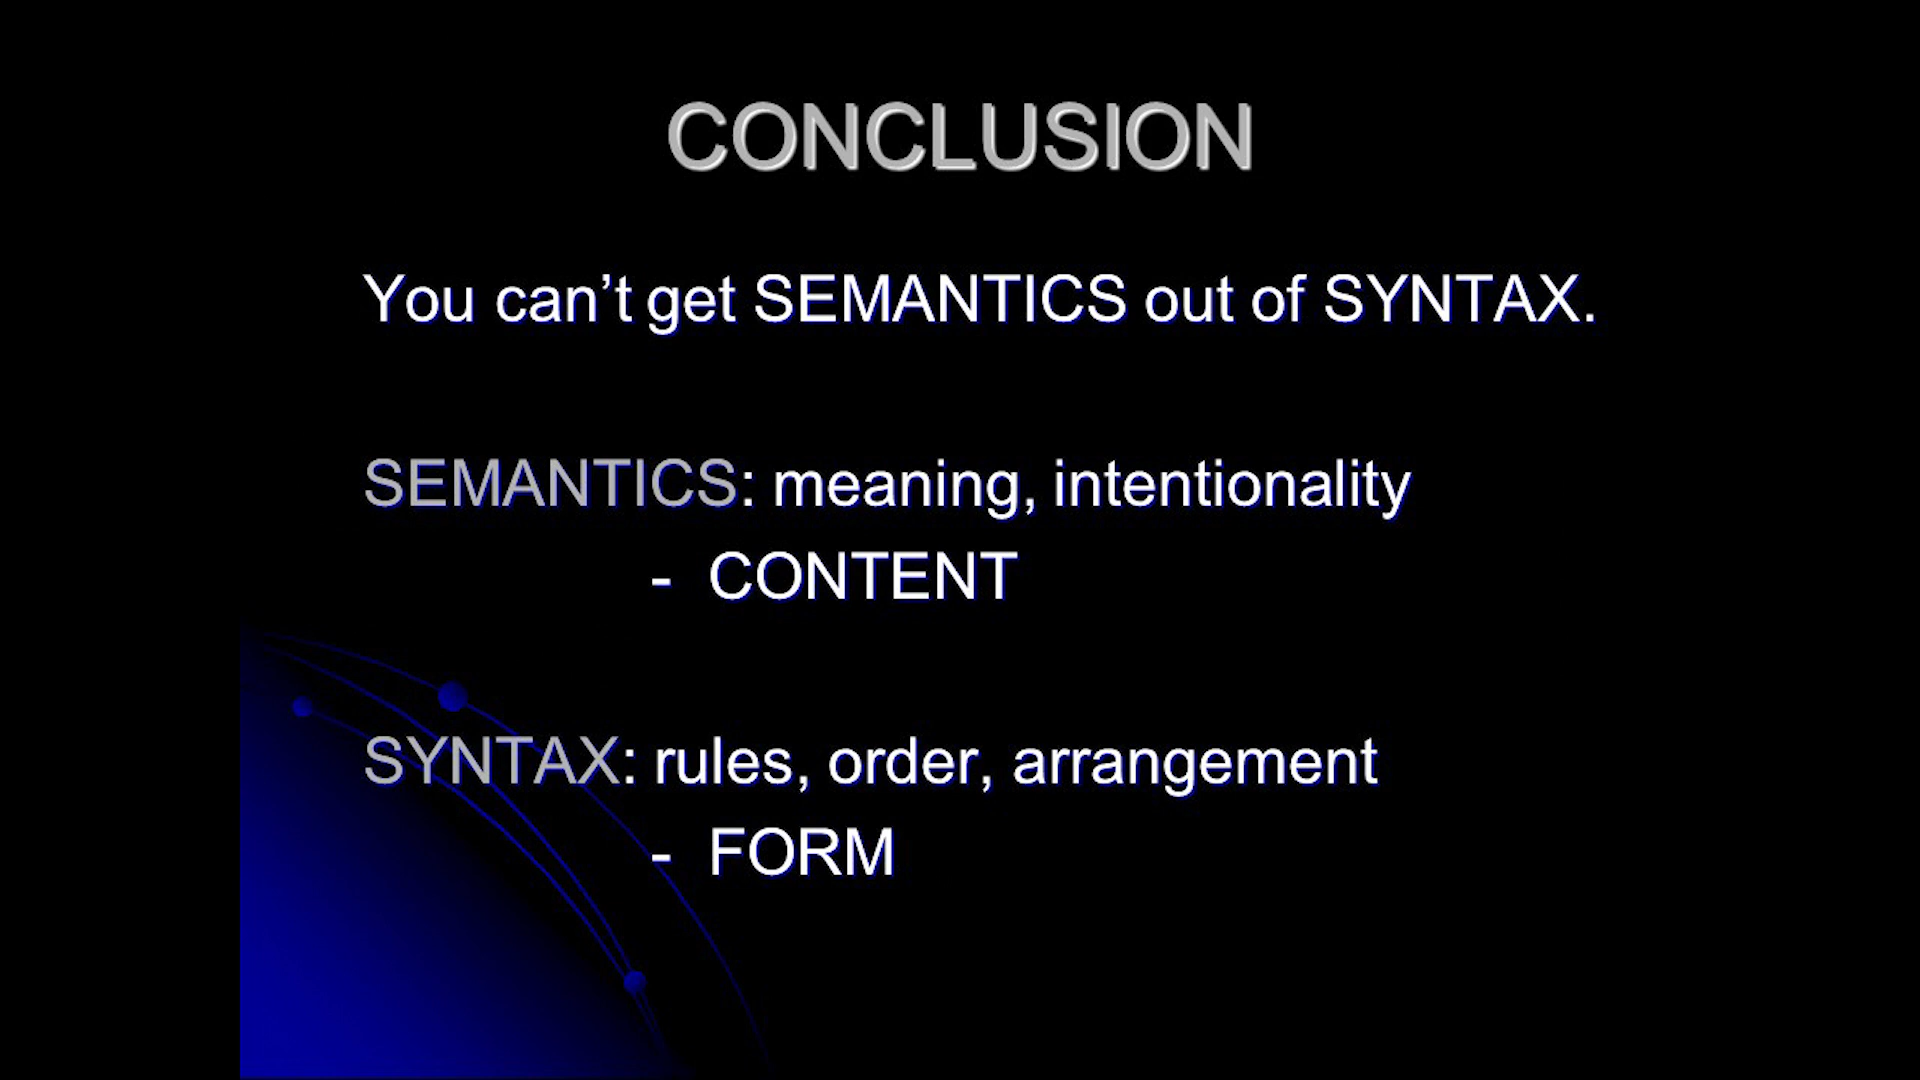 CONCLUSION
You can’t get SEMANTICS out of SYNTAX.
SEMANTICS: meaning, intentionality
- CONTENT
SYNTAX: rules, order, arrangement
- FORM